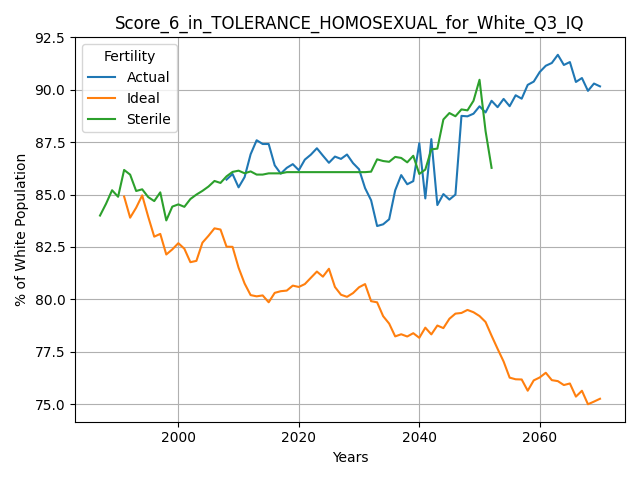 Score_6_in_TOLERANCE_HOMOSEXUAL_for_White_Q3_IQ
92.5
90.0
87.5
85.0
82.5
80.0
77.5
75.0
% of White Population
Fertility
Actual
Ideal
Sterile
2000
2020
2040
2060
Years